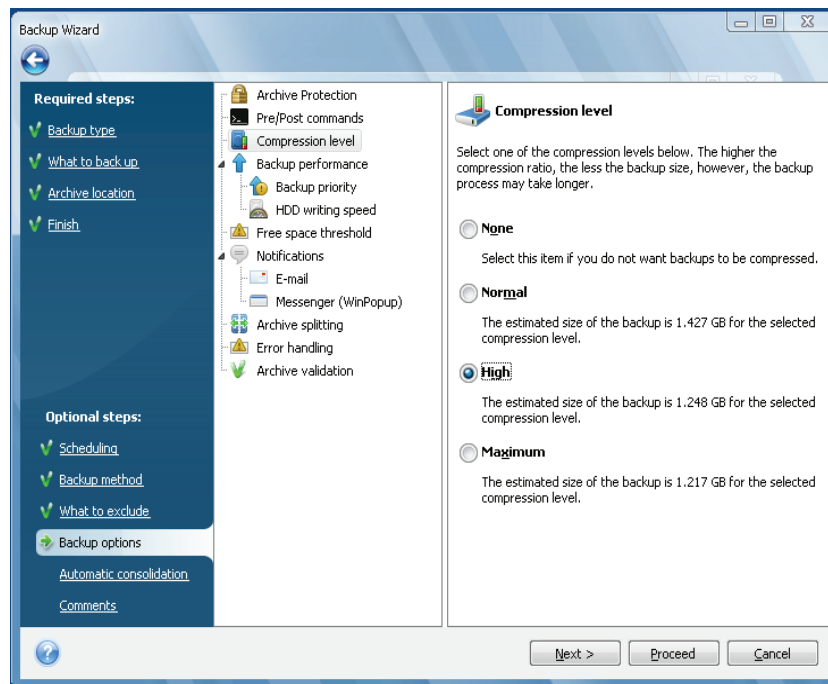 Backup Wizard
Required steps:
Backup type
What to back up
Archive location
Finish
Optional steps:
Scheduling
Backup method
What to exclude
Backup options
Automatic consolidation
Comments
Archive Protection
Pre/Post commands
Compression level
Backup performance
Backup priority
HDD writing speed
Free space threshold
Notifications
E-mail
Messenger (WinPopup)
Archive splitting
Error handling
Archive validation
Compression level
Select one of the compression levels below. The higher the
compression ratio, the less the backup size, however, the backup
process may take longer.
None
Select this item if you do not want backups to be compressed.
Normal
The estimated size of the backup is 1.427 GB for the selected
compression level.
High
The estimated size of the backup is 1.248 GB for the selected
compression level.
Maximum
The estimated size of the backup is 1.217 GB for the selected
compression level.
Next >
Proceed
Cancel